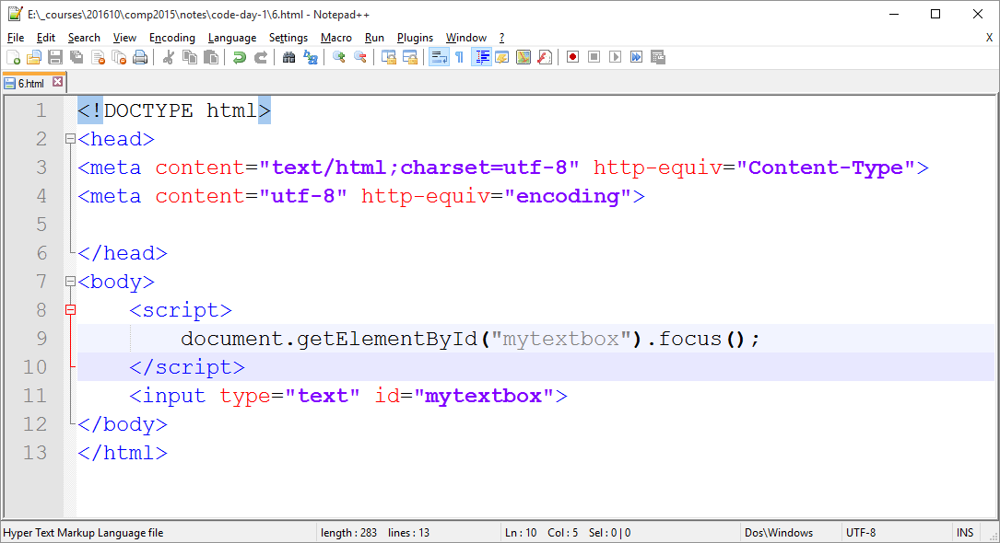 E:\_courses\201610\comp2015\notes\code-day-1\6.html - Notepad++
File Edit Search View Encoding Language Settings Macro Run Plugins Window ? X
6.html
1 <!DOCTYPE html>
2 <head>
3 <meta content="text/html;charset=utf-8" http-equiv="Content-Type">
4 <meta content="utf-8" http-equiv="encoding">
5
6 </head>
7 <body>
8 <script>
9 document.getElementById("mytextbox").focus();
10 </script>
11 <input type="text" id="mytextbox">
12 </body>
13 </html>
Hyper Text Markup Language file length : 283 lines : 13 Ln : 10 Col : 5 Sel : 0 | 0 Dos\Windows UTF-8 INS